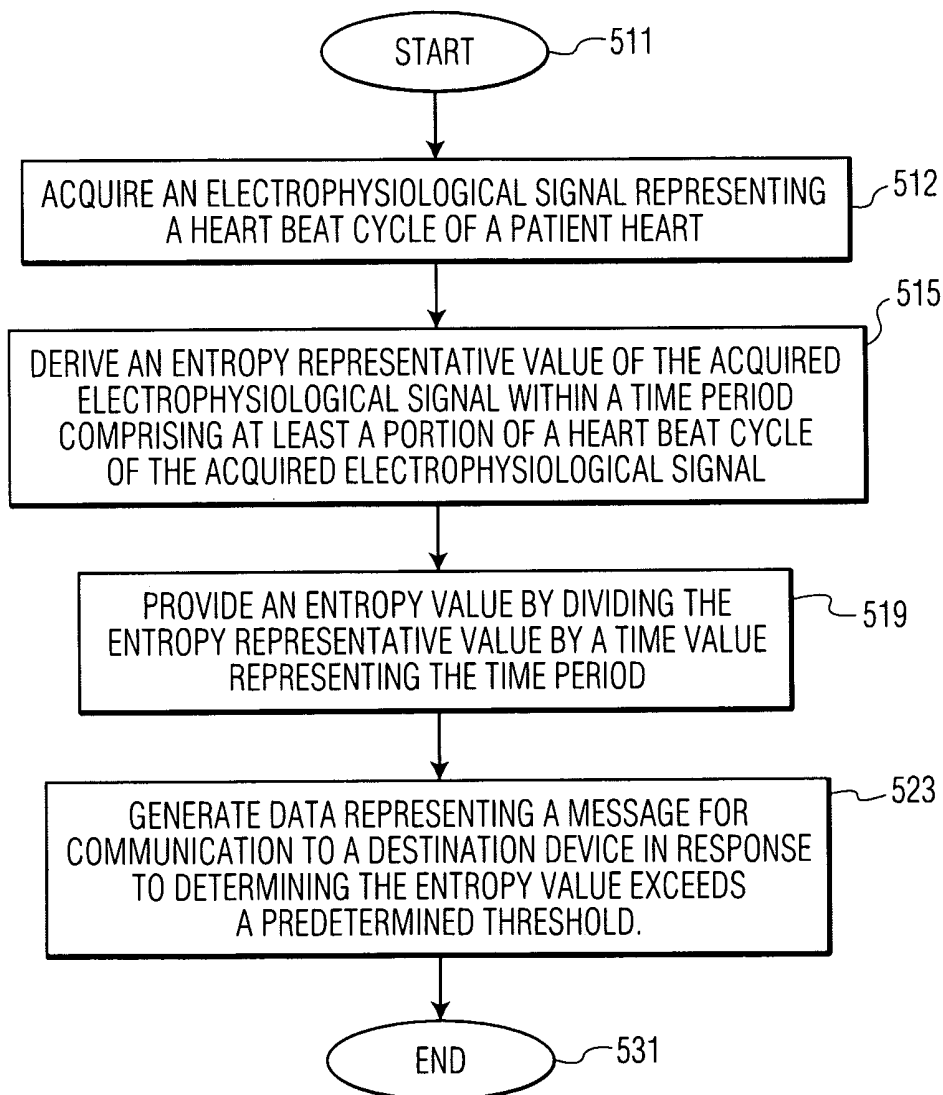 START
511
ACQUIRE AN ELECTROPHYSIOLOGICAL SIGNAL REPRESENTING
A HEART BEAT CYCLE OF A PATIENT HEART
512
515
DERIVE AN ENTROPY REPRESENTATIVE VALUE OF THE ACQUIRED
ELECTROPHYSIOLOGICAL SIGNAL WITHIN A TIME PERIOD
COMPRISING AT LEAST A PORTION OF A HEART BEAT CYCLE
OF THE ACQUIRED ELECTROPHYSIOLOGICAL SIGNAL
PROVIDE AN ENTROPY VALUE BY DIVIDING THE
ENTROPY REPRESENTATIVE VALUE BY A TIME VALUE
REPRESENTING THE TIME PERIOD
519
523
GENERATE DATA REPRESENTING A MESSAGE FOR
COMMUNICATION TO A DESTINATION DEVICE IN RESPONSE
TO DETERMINING THE ENTROPY VALUE EXCEEDS
A PREDETERMINED THRESHOLD.
END
531